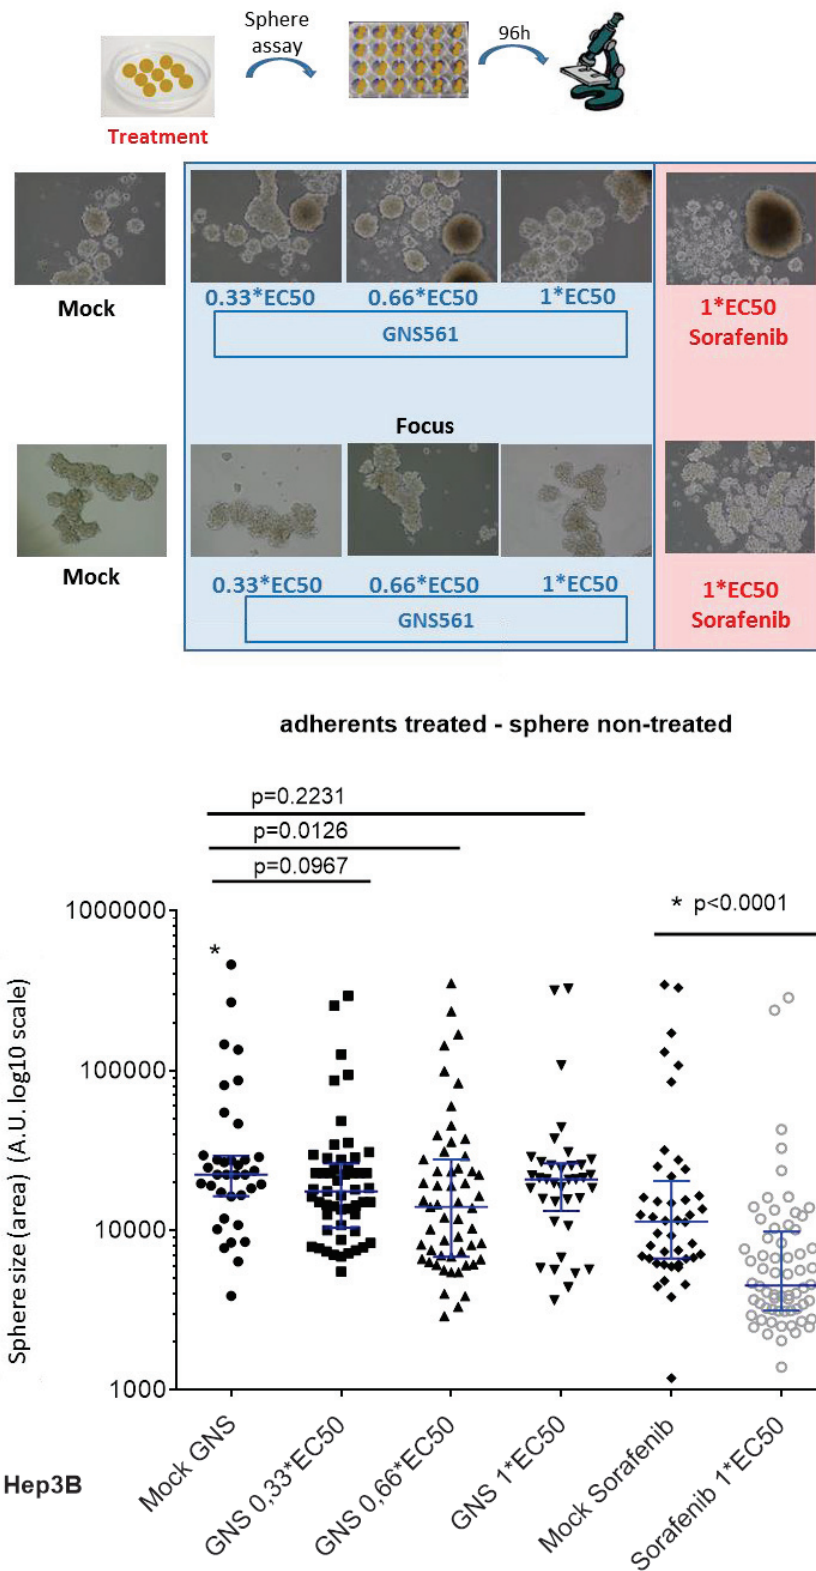 Sphere
assay
96h
Treatment
Mock
0.33*EC50
0.66*EC50
1*EC50
1*EC50
Sorafenib
GNS561
Focus
Mock
0.33*EC50
0.66*EC50
1*EC50
1*EC50
Sorafenib
GNS561
adherents treated - sphere non-treated
p=0.2231
p=0.0126
p=0.0967
* p<0.0001
*
Sphere size (area) (A.U. log10 scale)
1000000
100000
10000
1000
Mock GNS
GNS 0,33*EC50
GNS 0,66*EC50
GNS 1*EC50
Mock Sorafenib
Sorafenib 1*EC50
Hep3B